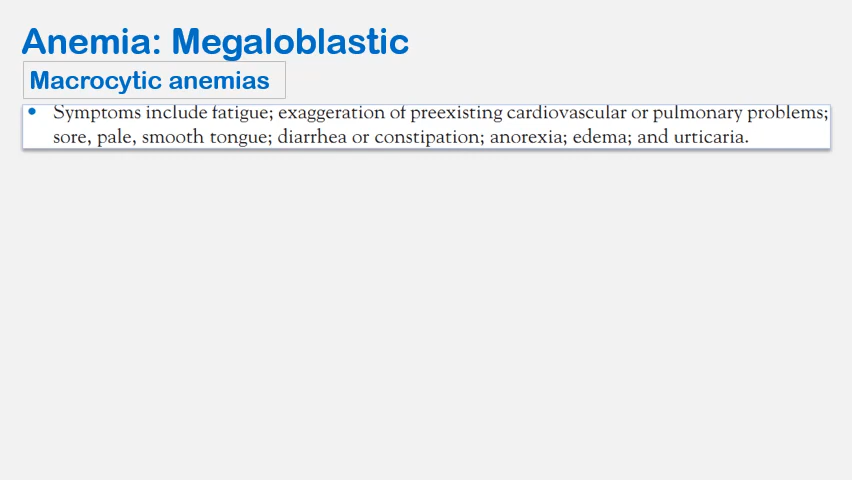 Anemia: Megaloblastic
Macrocytic anemias
• Symptoms include fatigue; exaggeration of preexisting cardiovascular or pulmonary problems;
sore, pale, smooth tongue; diarrhea or constipation; anorexia; edema; and urticaria.